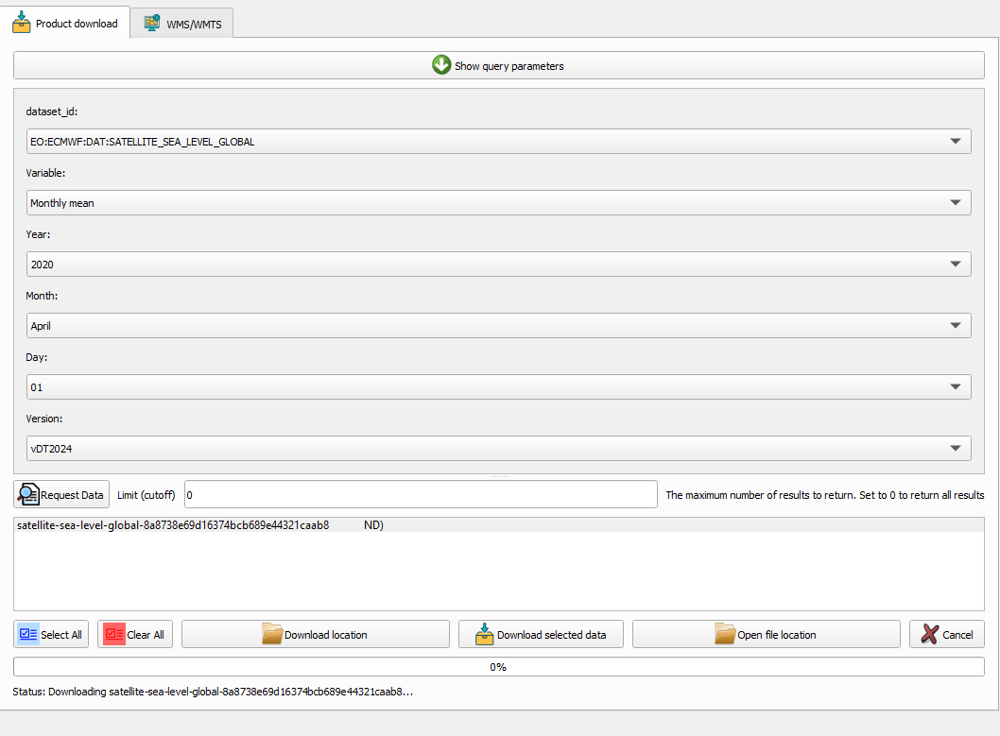 Product download
WMS/WMTS
Show query parameters
dataset_id:
EO:ECMWF:DAT:SATELLITE_SEA_LEVEL_GLOBAL
Variable:
Monthly mean
Year:
2020
Month:
April
Day:
01
Version:
vDT2024
Request Data Limit (cutoff) 0 The maximum number of results to return. Set to 0 to return all results
satellite-sea-level-global-8a8738e69d16374bcb689e44321caab8 ND)
Select All Clear All Download location Download selected data Open file location Cancel
0%
Status: Downloading satellite-sea-level-global-8a8738e69d16374bcb689e44321caab8...